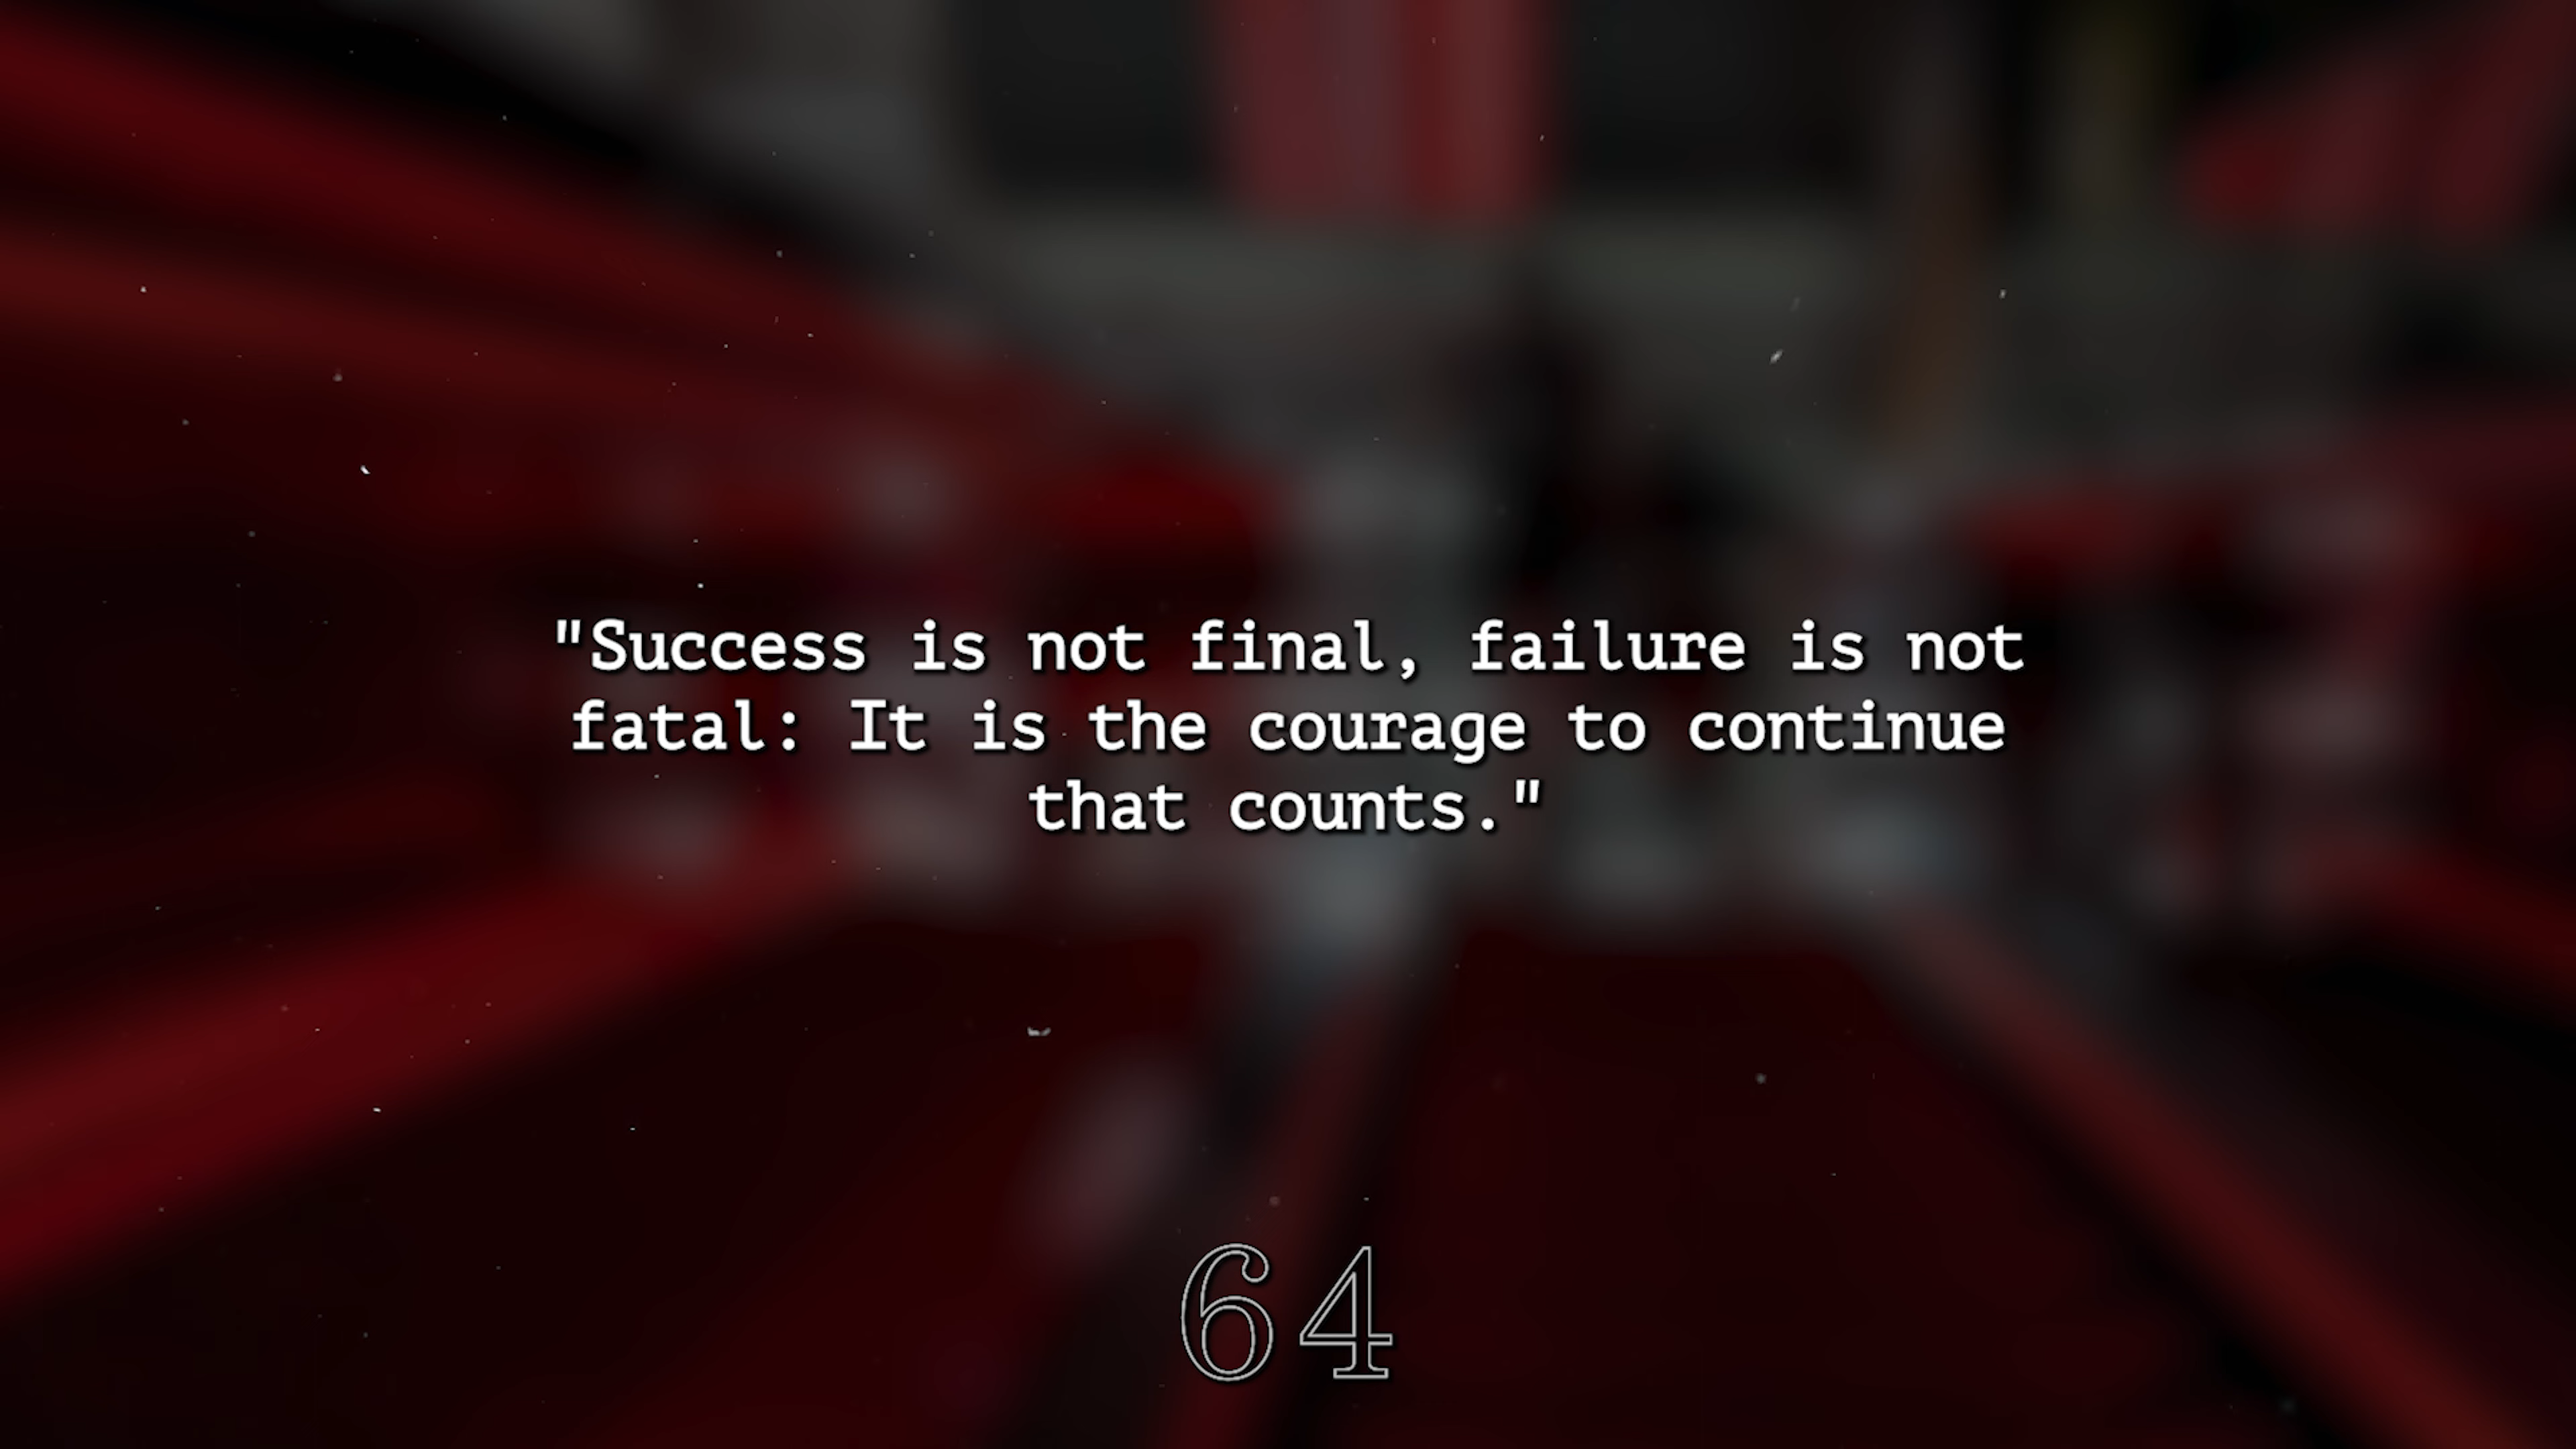 "Success is not final, failure is not
fatal: It is the courage to continue
that counts."
64